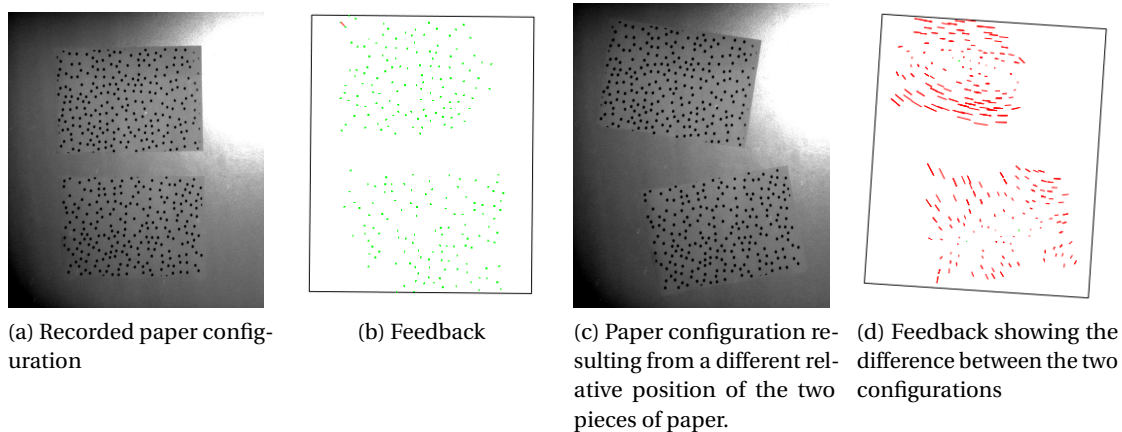 (a) Recorded paper config-
uration
(b) Feedback
(c) Paper configuration re-
sulting from a different rel-
ative position of the two
pieces of paper.
(d) Feedback showing the
difference between the two
configurations